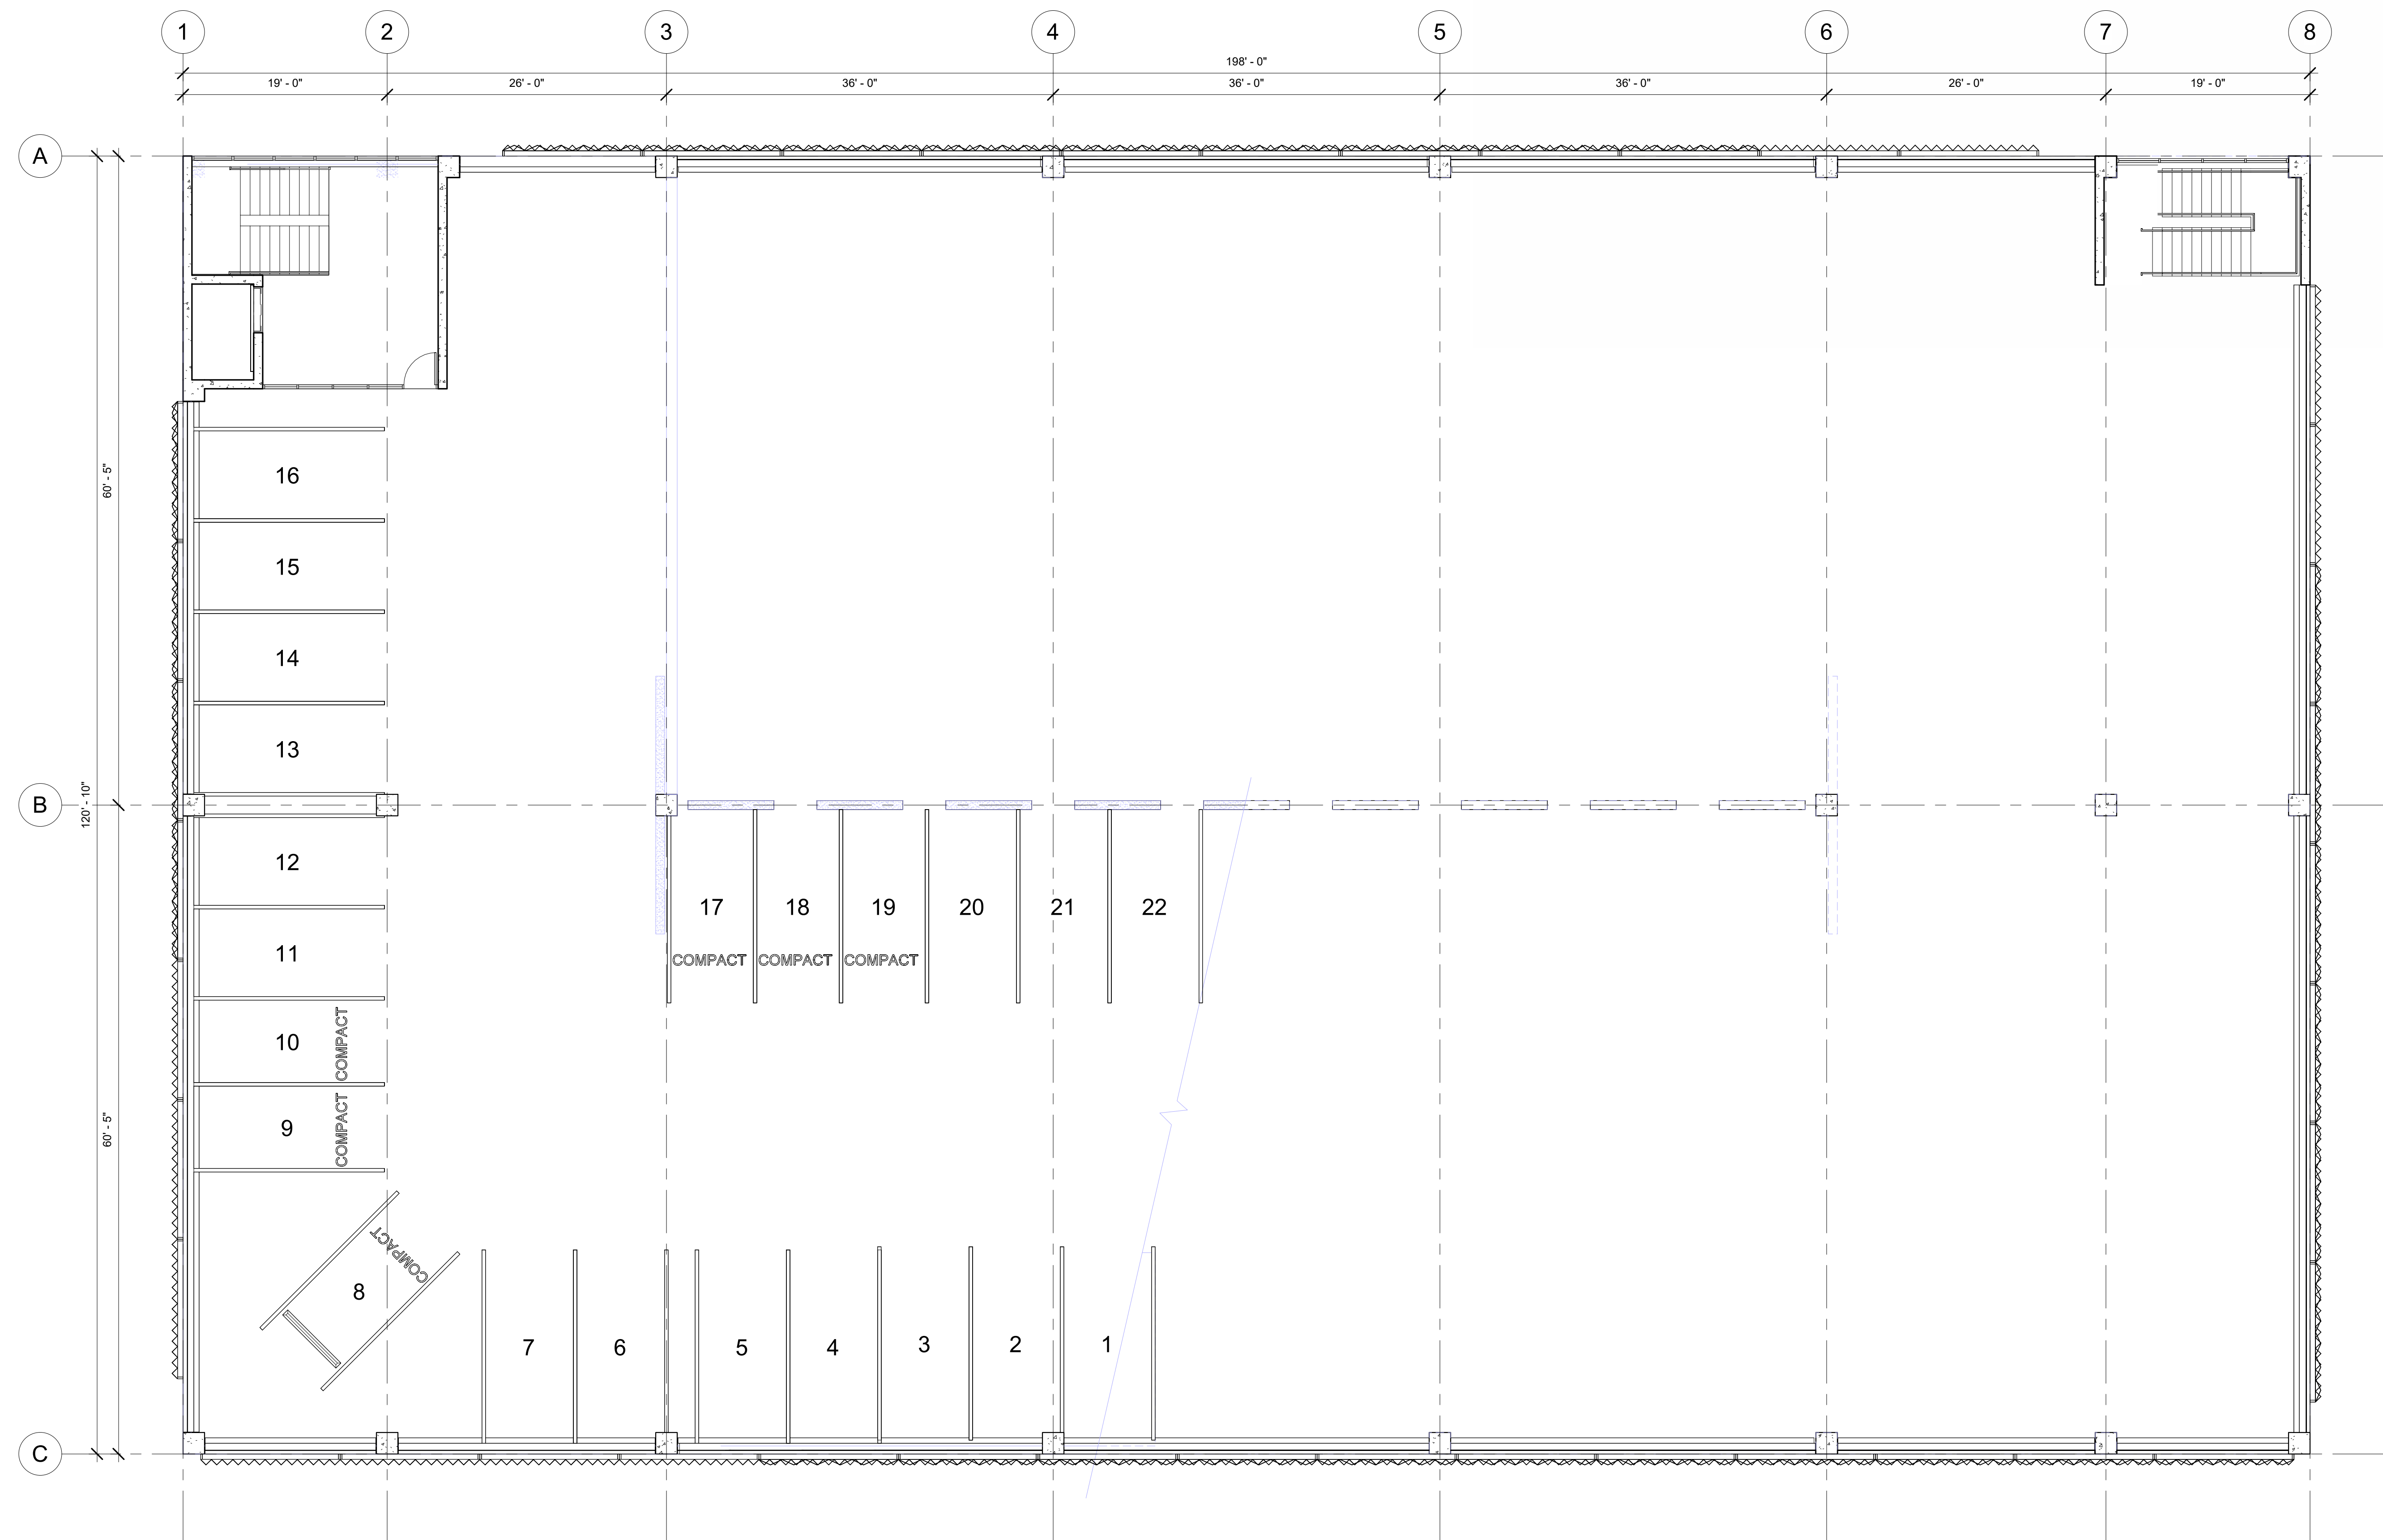 1 2 3 4 5 6 7 8
198' - 0"
19' - 0" 26' - 0" 36' - 0" 36' - 0" 36' - 0" 26' - 0" 19' - 0"
A
60' - 5"
16
15
14
13
B
120' - 10"
12
17 18 19 20 21 22
11
COMPACT COMPACT COMPACT
10 COMPACT
9 COMPACT
60' - 5"
COMPACT
8
7 6 5 4 3 2 1
C